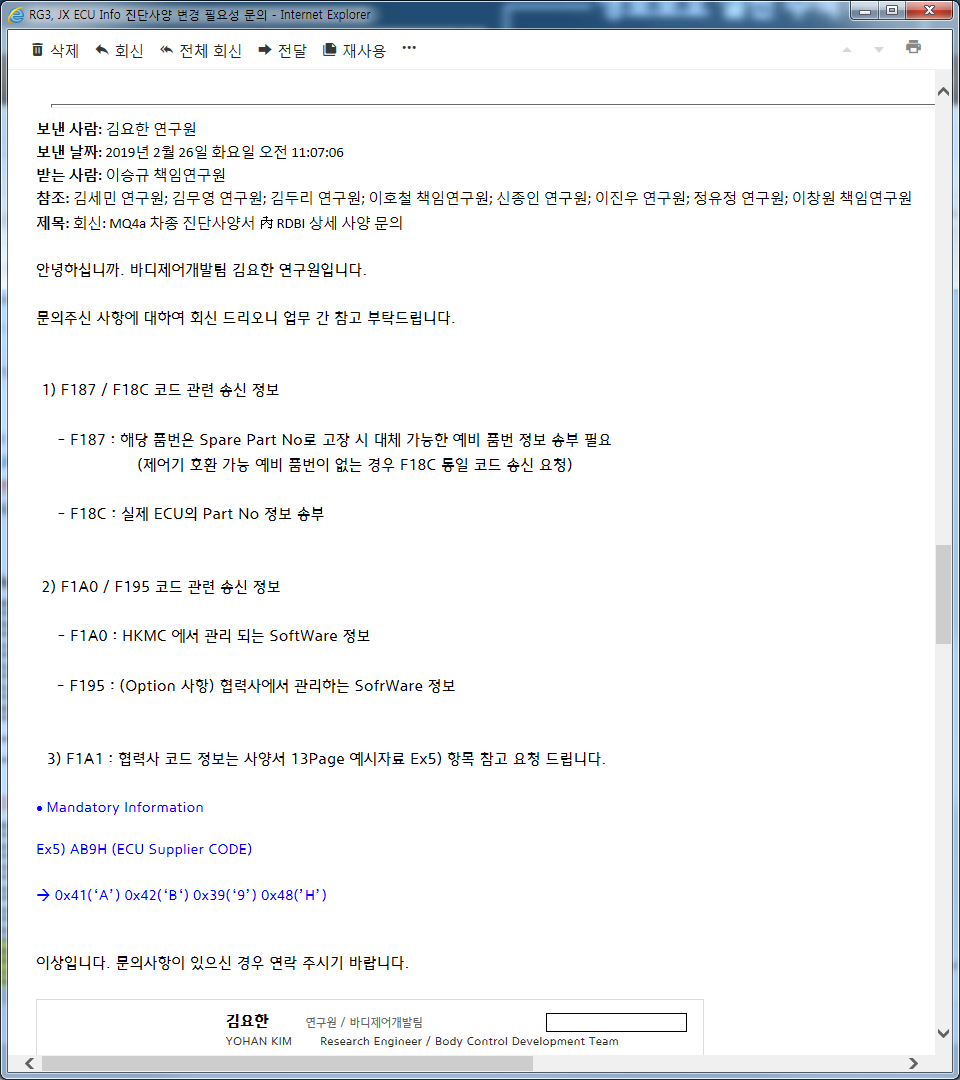 RG3, JX ECU Info 진단사양 변경 필요성 문의 - Internet Explorer
삭제 회신 전체 회신 전달 재사용 ···
보낸 사람: 김요한 연구원
보낸 날짜: 2019년 2월 26일 화요일 오전 11:07:06
받는 사람: 이승규 책임연구원
참조: 김세민 연구원; 김무영 연구원; 김두리 연구원; 이호철 책임연구원; 신종인 연구원; 이진우 연구원; 정유정 연구원; 이창원 책임연구원
제목: 회신: MQ4a 차종 진단사양서 內 RDBI 상세 사양 문의
안녕하십니까. 바디제어개발팀 김요한 연구원입니다.
문의주신 사항에 대하여 회신 드리오니 업무 간 참고 부탁드립니다.
1) F187 / F18C 코드 관련 송신 정보
- F187 : 해당 품번은 Spare Part No로 고장 시 대체 가능한 예비 품번 정보 송부 필요
(제어기 호환 가능 예비 품번이 없는 경우 F18C 통일 코드 송신 요청)
- F18C : 실제 ECU의 Part No 정보 송부
2) F1A0 / F195 코드 관련 송신 정보
- F1A0 : HKMC 에서 관리 되는 SoftWare 정보
- F195 : (Option 사항) 협력사에서 관리하는 SofrWare 정보
3) F1A1 : 협력사 코드 정보는 사양서 13Page 예시자료 Ex5) 항목 참고 요청 드립니다.
● Mandatory Information
Ex5) AB9H (ECU Supplier CODE)
→ 0x41(‘A’) 0x42(‘B‘) 0x39(‘9’) 0x48(’H’)
이상입니다. 문의사항이 있으신 경우 연락 주시기 바랍니다.
김요한 연구원 / 바디제어개발팀
YOHAN KIM Research Engineer / Body Control Development Team